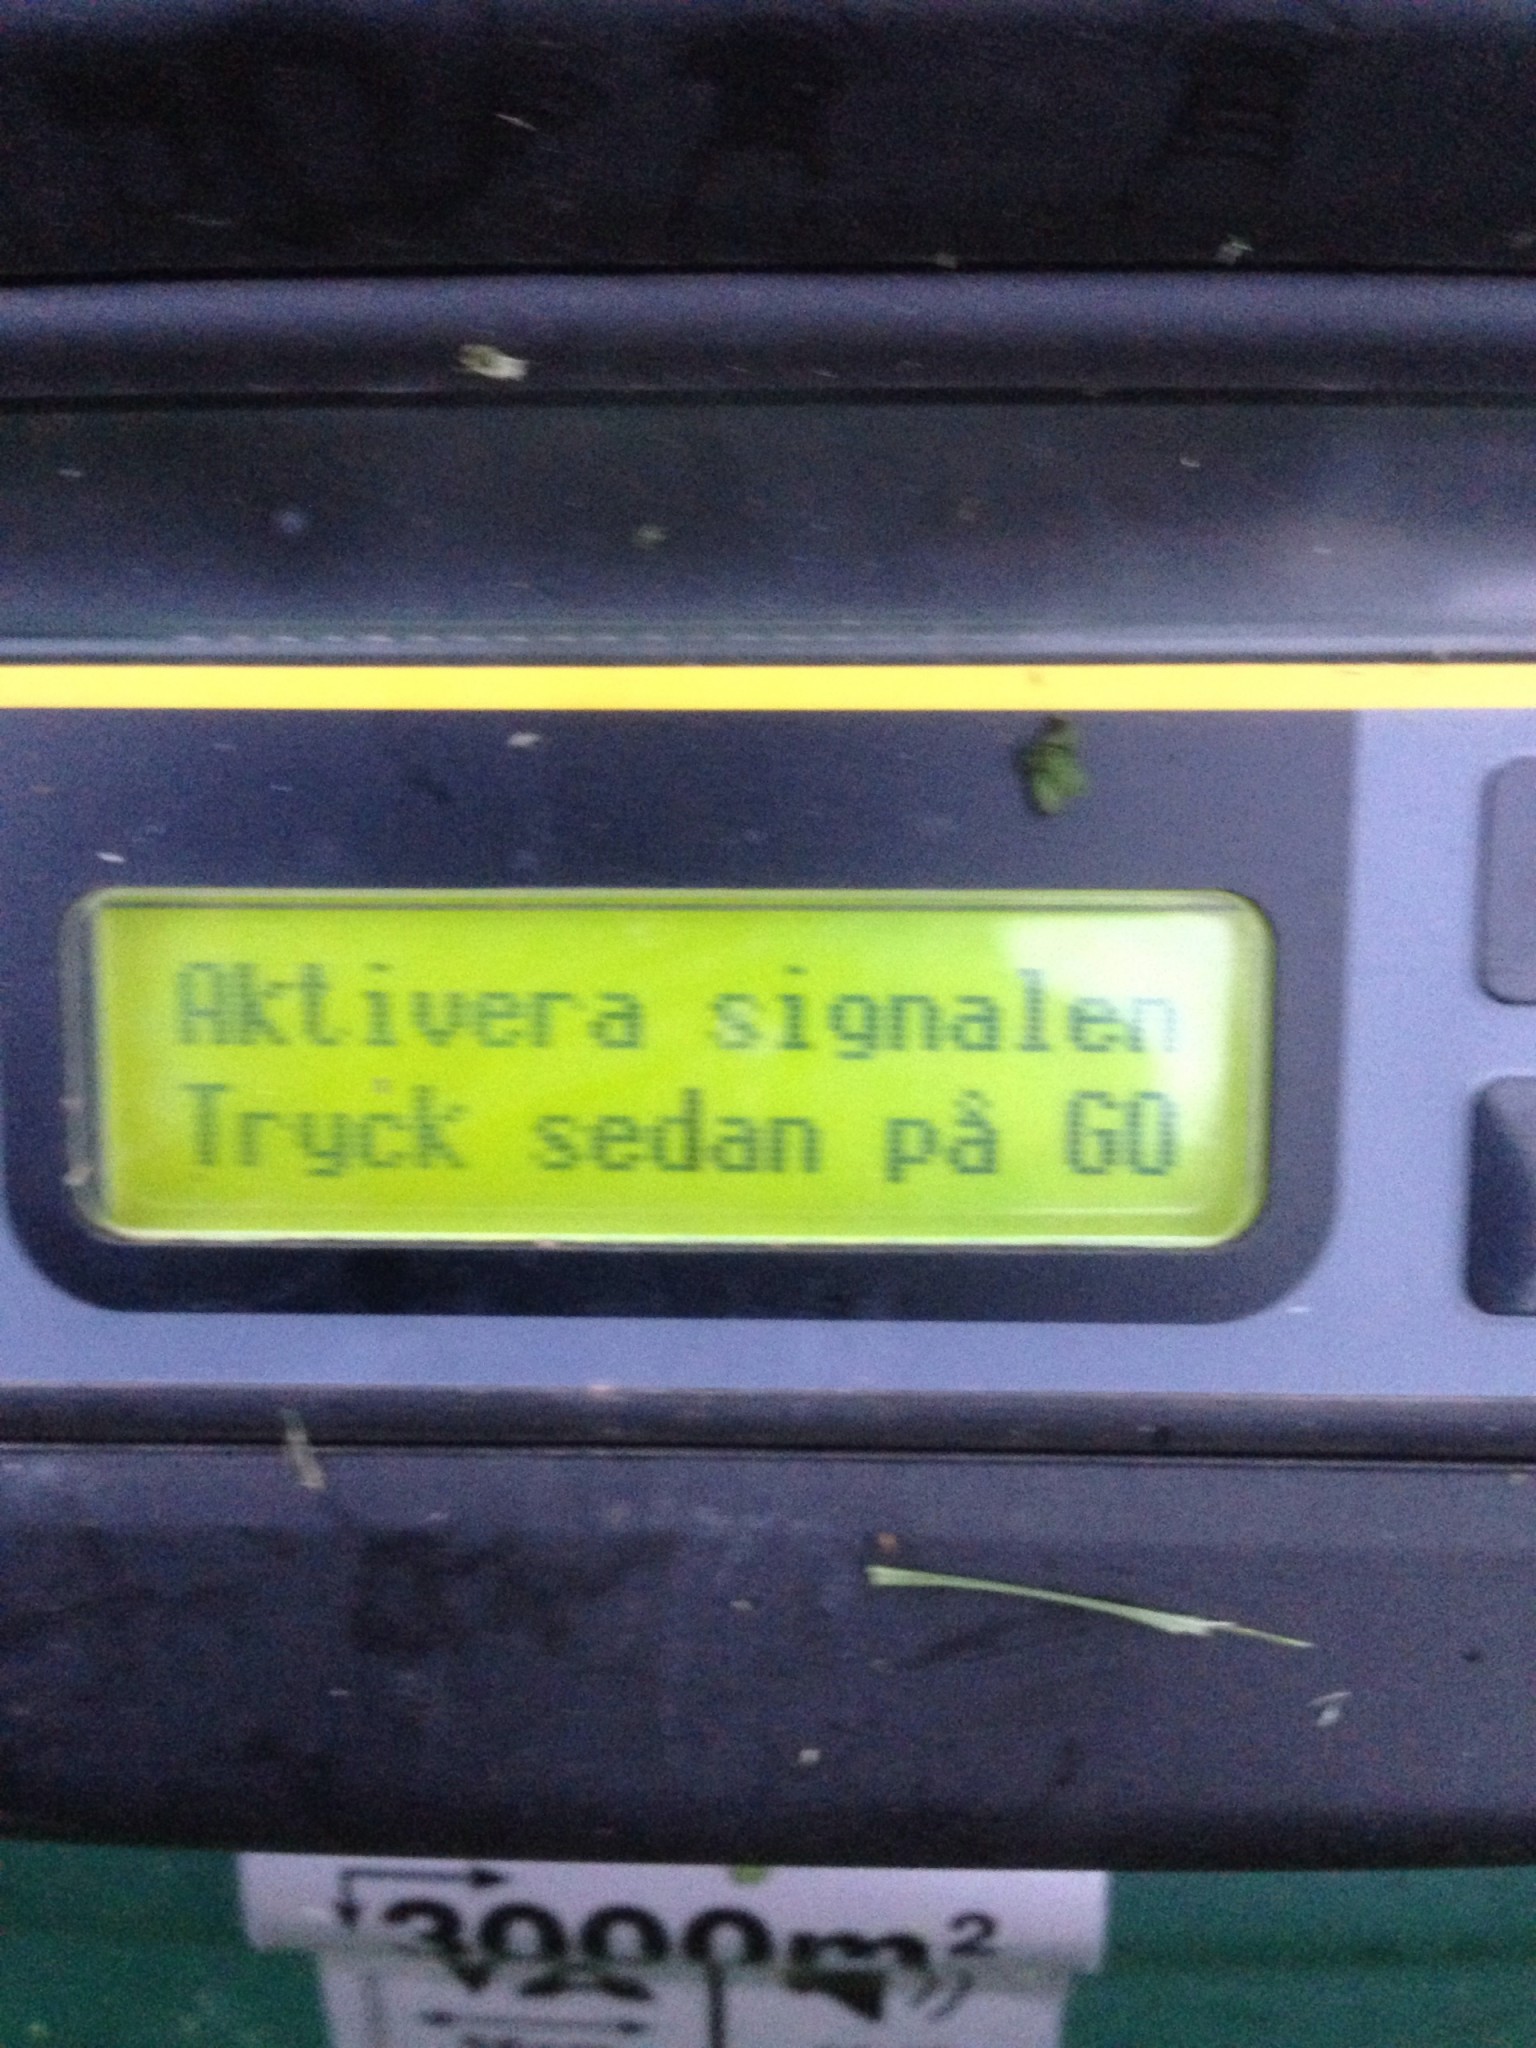 Aktivera signalen
Tryck sedan på GO
3000m²